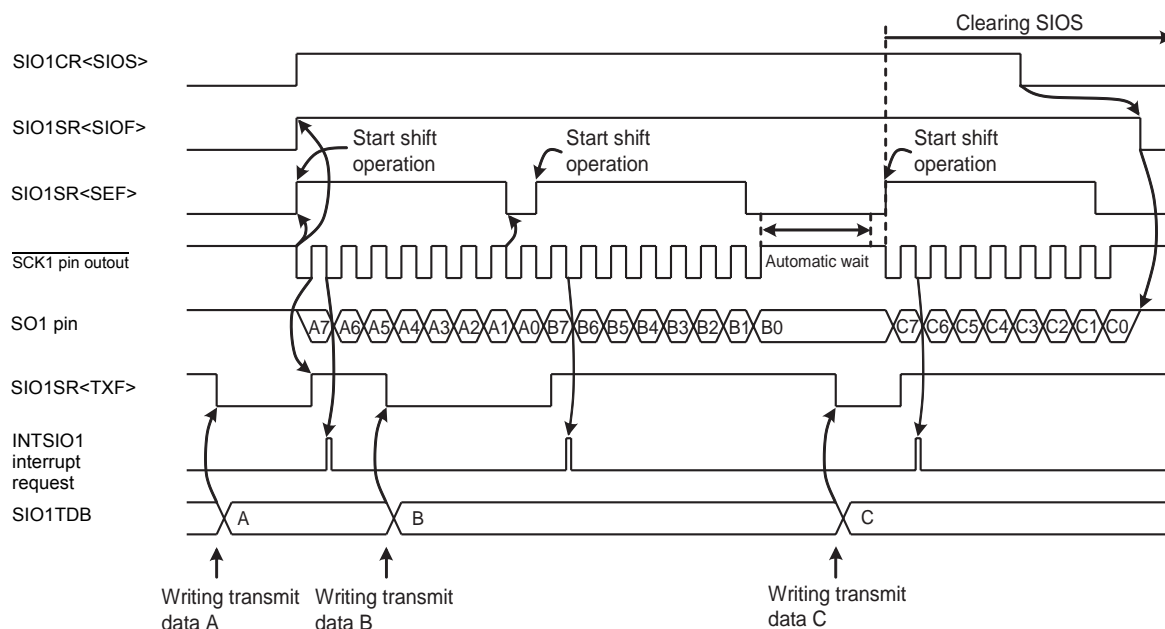 Clearing SIOS
SIO1CR<SIOS>
SIO1SR<SIOF>
Start shift
operation
Start shift
operation
Start shift
operation
SIO1SR<SEF>
SCK1 pin outout
Automatic wait
SO1 pin
A7 A6 A5 A4 A3 A2 A1 A0 B7 B6 B5 B4 B3 B2 B1 B0 C7 C6 C5 C4 C3 C2 C1 C0
SIO1SR<TXF>
INTSIO1
interrupt
request
SIO1TDB
A B C
Writing transmit
data A
Writing transmit
data B
Writing transmit
data C